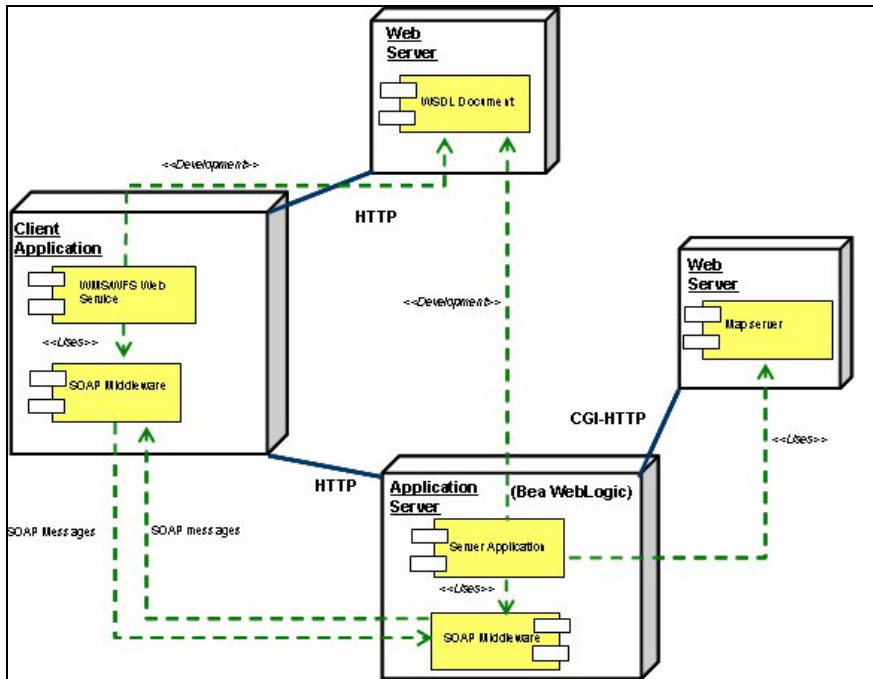 Web
Server
WSDL Document
<<Development>>
HTTP
Client
Application
WMS/WFS Web
Service
<<Uses>>
SOAP Middleware
<<Development>>
Web
Server
Mapserver
CGI-HTTP
<<Uses>>
HTTP
Application
Server
(Bea WebLogic)
SOAP Messages
SOAP messages
Server Application
<<Uses>>
SOAP Middleware